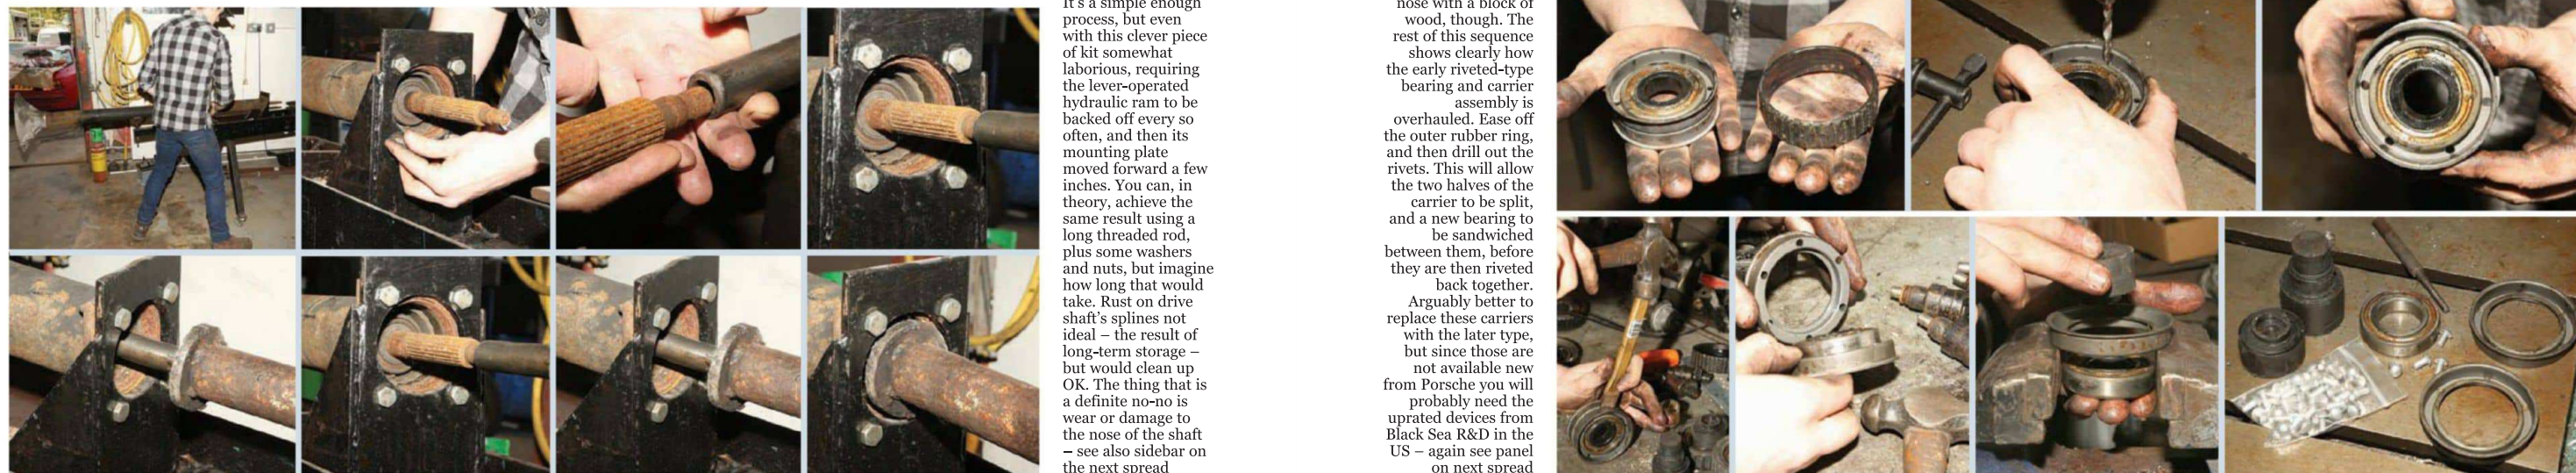 It's a simple enough
process, but even
with this clever piece
of kit somewhat
laborious, requiring
the lever-operated
hydraulic ram to be
backed off every so
often, and then its
mounting plate
moved forward a few
inches. You can, in
theory, achieve the
same result using a
long threaded rod,
plus some washers
and nuts, but imagine
how long that would
take. Rust on drive
shaft's splines not
ideal – the result of
long-term storage –
but would clean up
OK. The thing that is
a definite no-no is
wear or damage to
the nose of the shaft
– see also sidebar on
the next spread
nose with a block of
wood, though. The
rest of this sequence
shows clearly how
the early riveted-type
bearing and carrier
assembly is
overhauled. Ease off
the outer rubber ring,
and then drill out the
rivets. This will allow
the two halves of the
carrier to be split,
and a new bearing to
be sandwiched
between them, before
they are then riveted
back together.
Arguably better to
replace these carriers
with the later type,
but since those are
not available new
from Porsche you will
probably need the
uprated devices from
Black Sea R&D in the
US – again see panel
on next spread